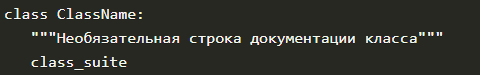 class ClassName:
"""Необязательная строка документации класса"""
class_suite